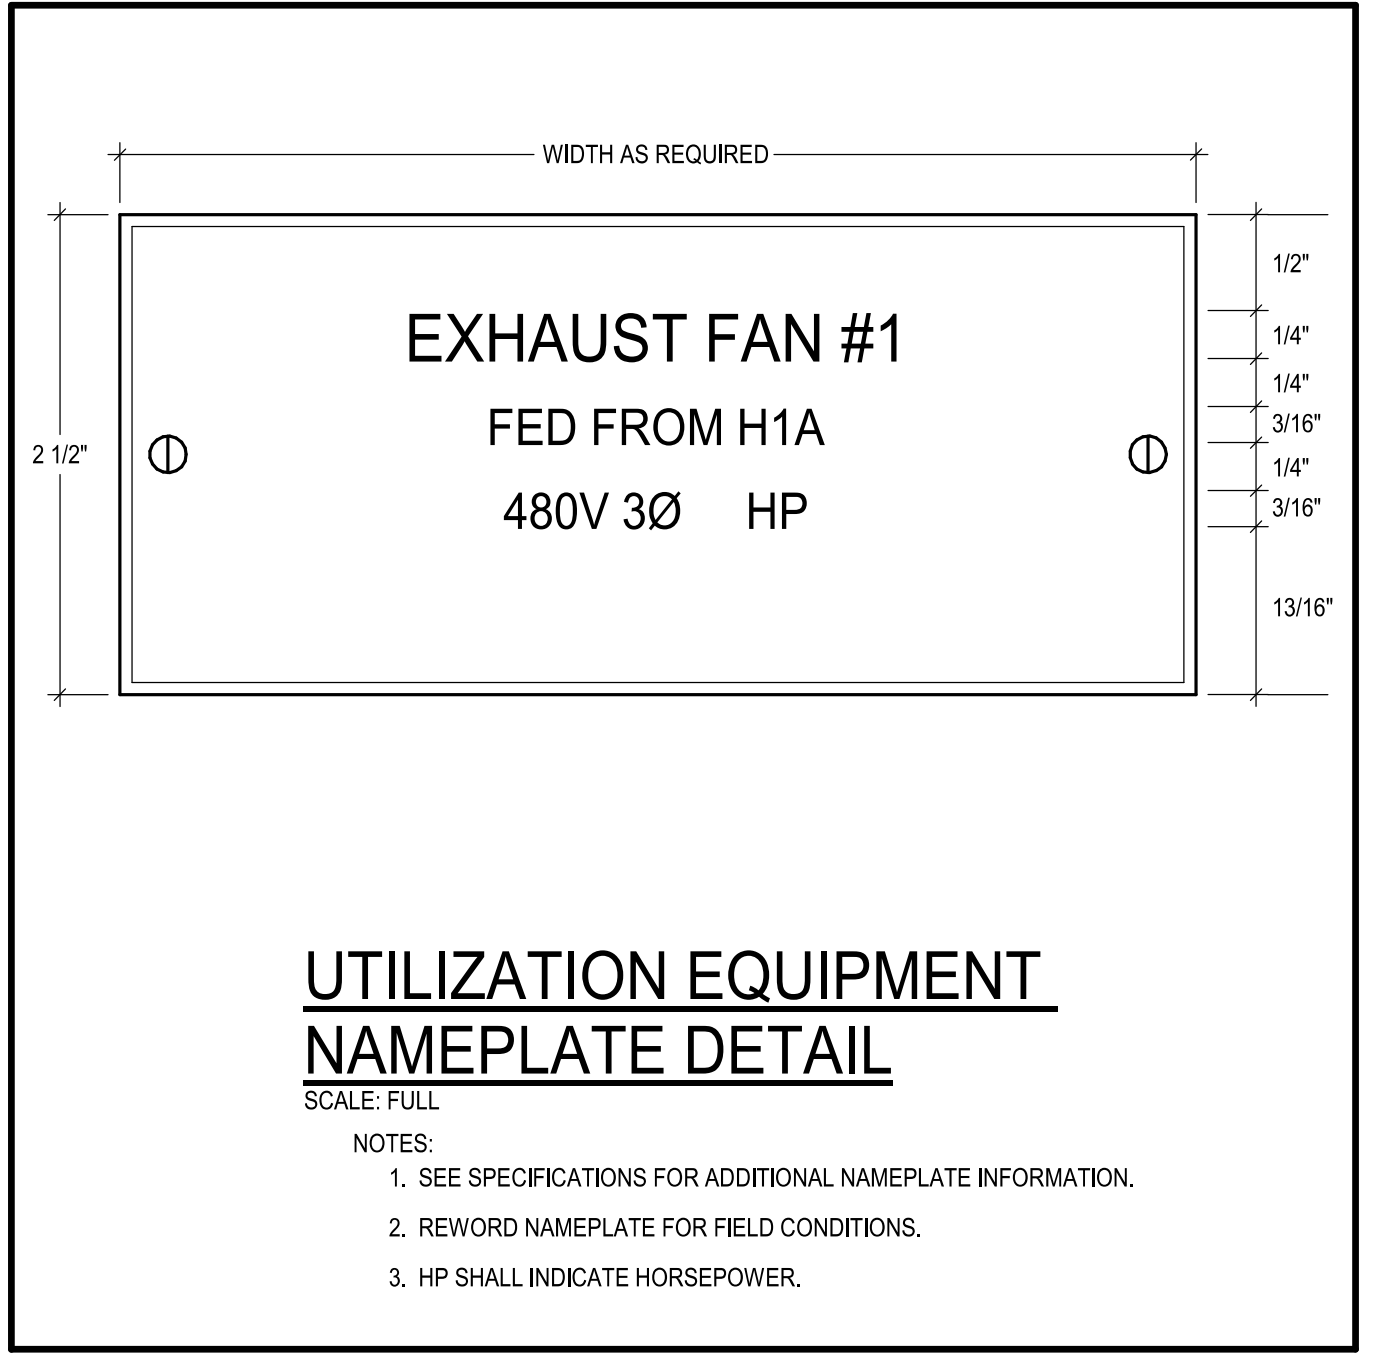 WIDTH AS REQUIRED
1/2"
EXHAUST FAN #1
1/4"
1/4"
FED FROM H1A
3/16"
2 1/2"
1/4"
480V 3Ø HP
3/16"
13/16"
UTILIZATION EQUIPMENT
NAMEPLATE DETAIL
SCALE: FULL
NOTES:
1. SEE SPECIFICATIONS FOR ADDITIONAL NAMEPLATE INFORMATION.
2. REWORD NAMEPLATE FOR FIELD CONDITIONS.
3. HP SHALL INDICATE HORSEPOWER.